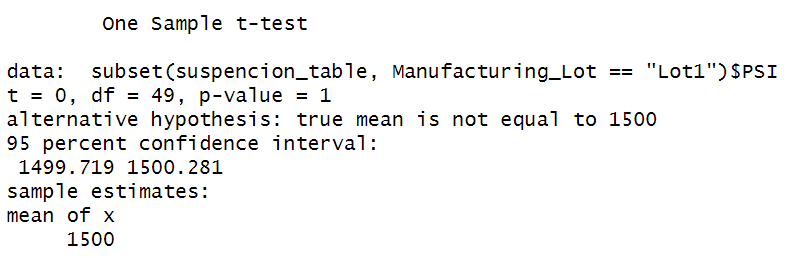 One Sample t-test
data:  subset(suspencion_table, Manufacturing_Lot == "Lot1")$PSI
t = 0, df = 49, p-value = 1
alternative hypothesis: true mean is not equal to 1500
95 percent confidence interval:
1499.719 1500.281
sample estimates:
mean of x
1500